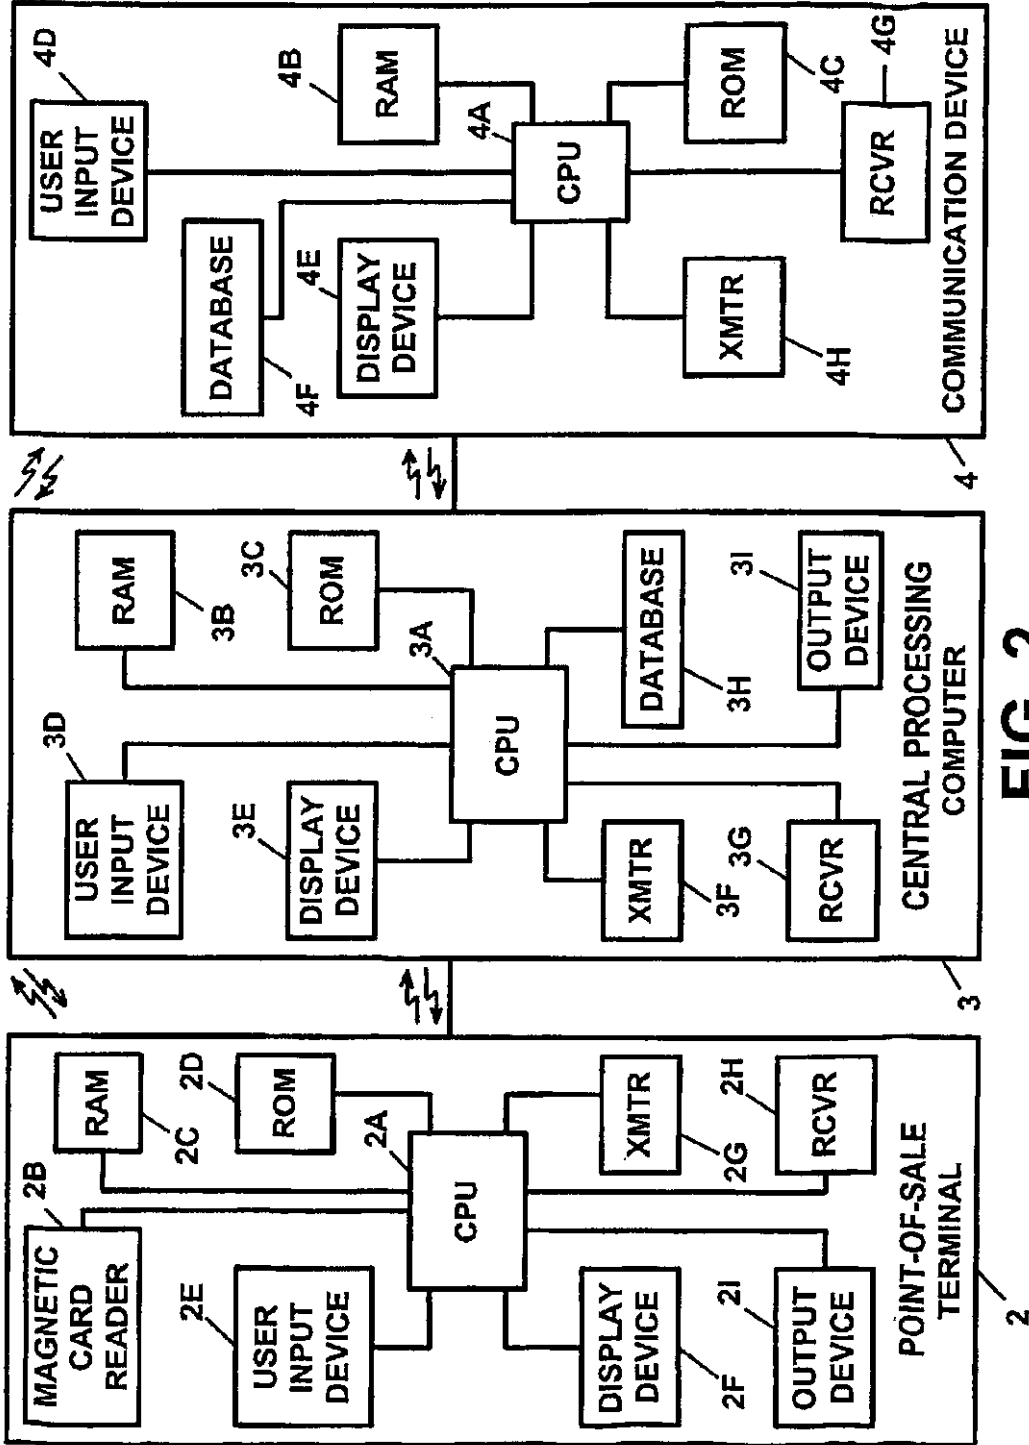 MAGNETIC
CARD
READER
2B
RAM
2C
USER
INPUT
DEVICE
2E
ROM
2D
CPU
2A
DISPLAY
DEVICE
2F
XMTR
2G
OUTPUT
DEVICE
2I
RCVR
2H
POINT-OF-SALE
TERMINAL
2
USER
INPUT
DEVICE
3D
RAM
3B
DISPLAY
DEVICE
3E
ROM
3C
CPU
3A
XMTR
3F
DATABASE
3H
RCVR
3G
OUTPUT
DEVICE
3I
CENTRAL PROCESSING
COMPUTER
3
USER
INPUT
DEVICE
4D
DATABASE
4F
DISPLAY
DEVICE
4E
RAM
4B
CPU
4A
XMTR
4H
ROM
4C
RCVR
4G
COMMUNICATION DEVICE
4
FIG. 2